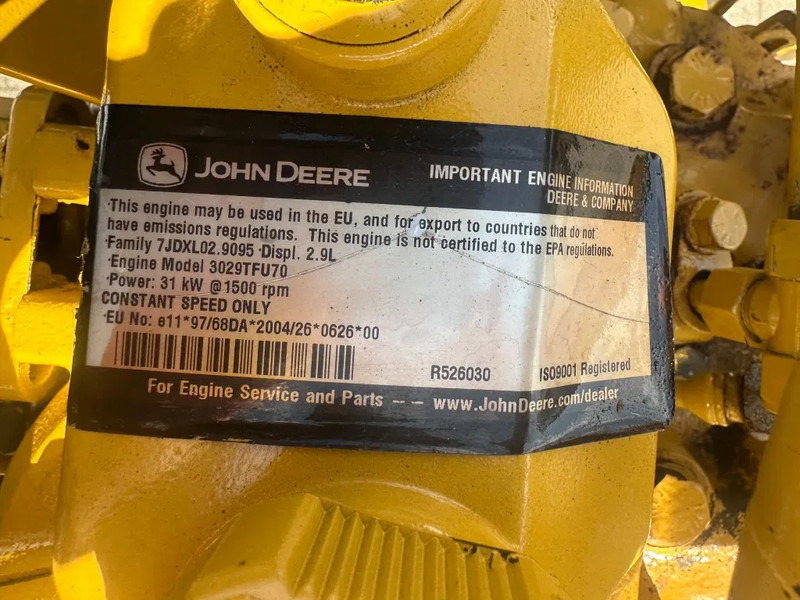 JOHN DEERE
IMPORTANT ENGINE INFORMATION
DEERE & COMPANY
·This engine may be used in the EU, and for export to countries that do not
have emissions regulations. This engine is not certified to the EPA regulations.
·Family 7JDXL02.9095 ·Displ. 2.9L
·Engine Model 3029TFU70
·Power: 31 kW @ 1500 rpm
CONSTANT SPEED ONLY
·EU No: e11*97/68DA*2004/26*0626*00
R526030 ISO9001 Registered
For Engine Service and Parts -- - www.JohnDeere.com/dealer